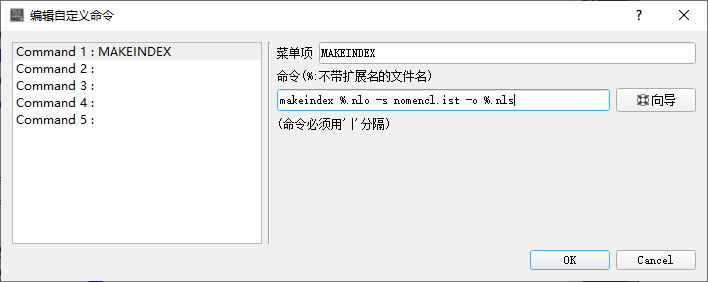 编辑自定义命令
Command 1 : MAKEINDEX
Command 2 :
Command 3 :
Command 4 :
Command 5 :
菜单项 MAKEINDEX
命令(%:不带扩展名的文件名)
makeindex %.nlo -s nomencl.ist -o %.nls
向导
(命令必须用'|'分隔)
OK Cancel